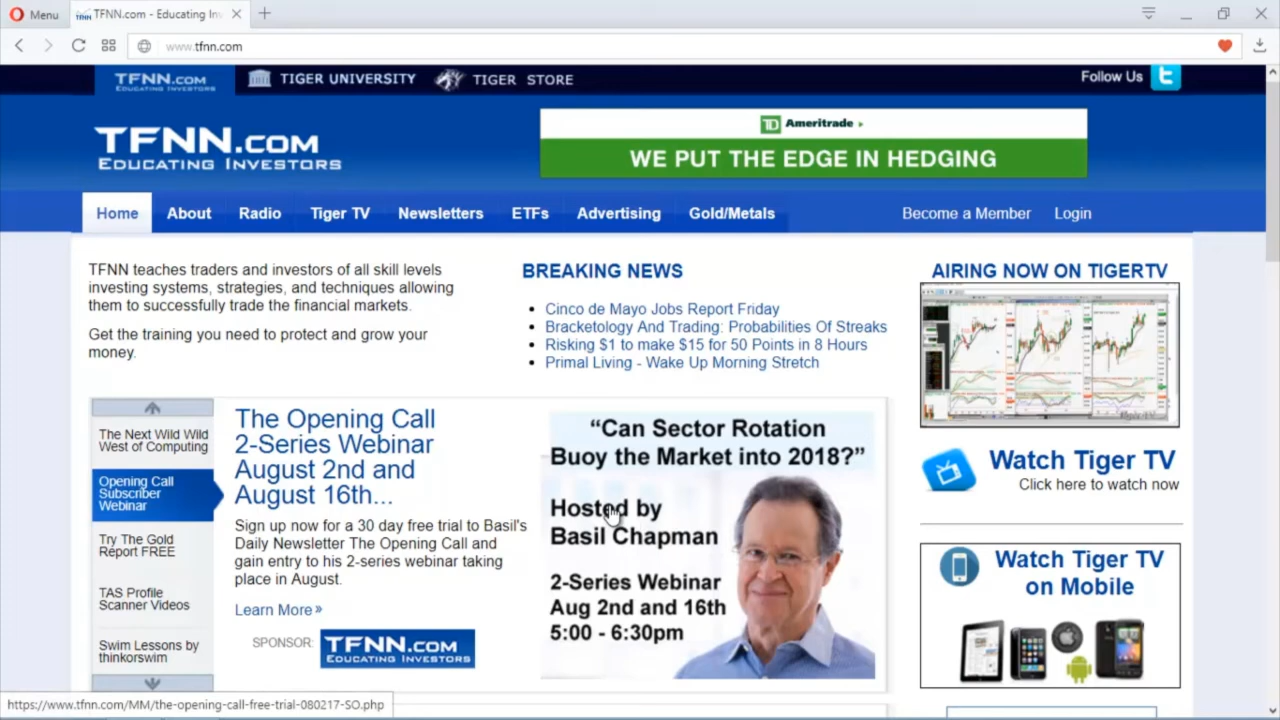 Menu
TFNN.com - Educating Inv
www.tfnn.com
TFNN.COM
EDUCATING INVESTORS
TIGER UNIVERSITY
TIGER STORE
Follow Us
TFNN.COM
EDUCATING INVESTORS
TD Ameritrade
WE PUT THE EDGE IN HEDGING
Home
About
Radio
Tiger TV
Newsletters
ETFs
Advertising
Gold/Metals
Become a Member
Login
TFNN teaches traders and investors of all skill levels
investing systems, strategies, and techniques allowing
them to successfully trade the financial markets.
Get the training you need to protect and grow your
money.
BREAKING NEWS
Cinco de Mayo Jobs Report Friday
Bracketology And Trading: Probabilities Of Streaks
Risking $1 to make $15 for 50 Points in 8 Hours
Primal Living - Wake Up Morning Stretch
AIRING NOW ON TIGERTV
Watch Tiger TV
Click here to watch now
Watch Tiger TV
on Mobile
The Next Wild Wild
West of Computing
Opening Call
Subscriber
Webinar
Try The Gold
Report FREE
TAS Profile
Scanner Videos
Swim Lessons by
thinkorswim
The Opening Call
2-Series Webinar
August 2nd and
August 16th...
Sign up now for a 30 day free trial to Basil's
Daily Newsletter The Opening Call and
gain entry to his 2-series webinar taking
place in August.
Learn More »
SPONSOR:
TFNN.COM
EDUCATING INVESTORS
“Can Sector Rotation
Buoy the Market into 2018?”
Hosted by
Basil Chapman
2-Series Webinar
Aug 2nd and 16th
5:00 - 6:30pm
https://www.tfnn.com/MM/the-opening-call-free-trial-080217-SO.php